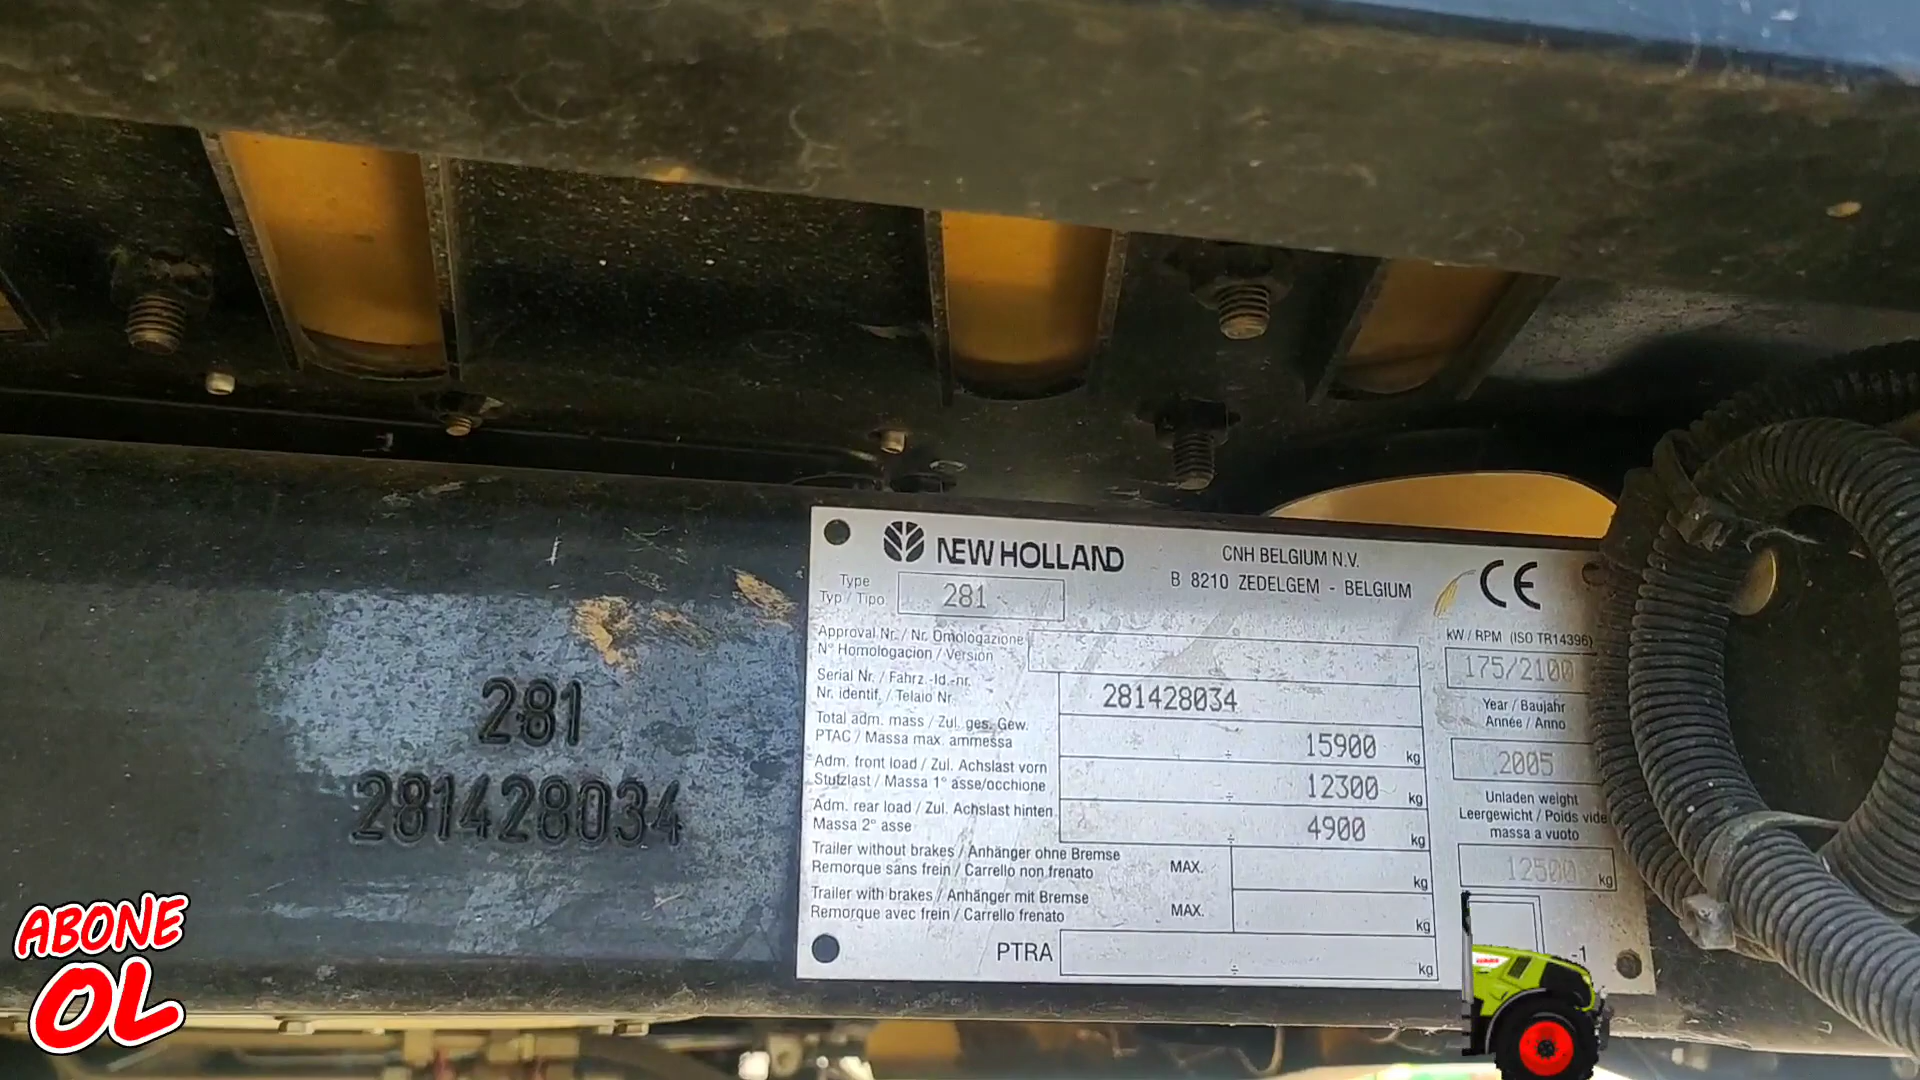 NEW HOLLAND
CNH BELGIUM N.V.
B 8210 ZEDELGEM - BELGIUM
CE
Type
Typ / Tipo
281
Approval Nr. / Nr. Omologazione
N° Homologacion / Version
Serial Nr. / Fahrz.-Id.-nr.
Nr. identif. / Telaio Nr.
281428034
Total adm. mass / Zul. ges. Gew.
PTAC / Massa max. ammessa
÷ 15900 kg
Adm. front load / Zul. Achslast vorn
Stutzlast / Massa 1° asse/occhione
÷ 12300 kg
Adm. rear load / Zul. Achslast hinten
Massa 2° asse
÷ 4900 kg
Trailer without brakes / Anhänger ohne Bremse
Remorque sans frein / Carrello non frenato
MAX. kg
Trailer with brakes / Anhänger mit Bremse
Remorque avec frein / Carrello frenato
MAX. kg
PTRA ÷ kg
kW / RPM (ISO TR14396)
175/2100
Year / Baujahr
Année / Anno
2005
Unladen weight
Leergewicht / Poids vide
massa a vuoto
12500 kg
-1
281
281428034
ABONE
OL